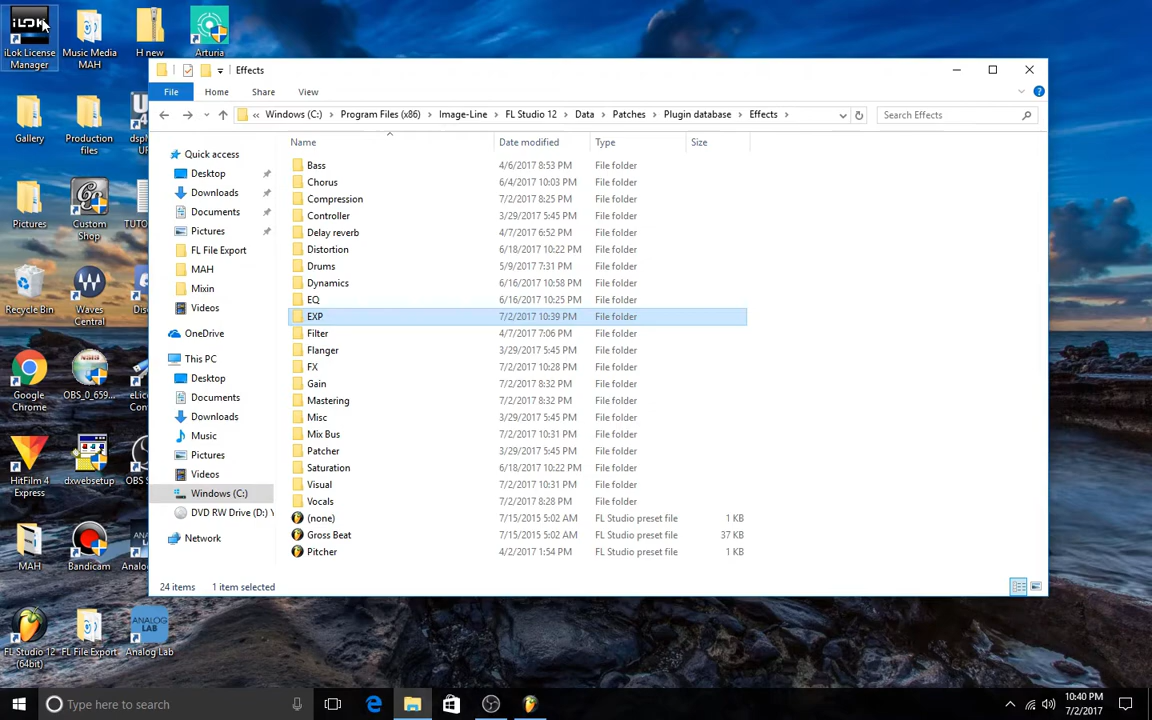 iLok License Manager
Music Media MAH
H new
Arturia
Gallery
Production files
Pictures
Custom Shop
Recycle Bin
Waves Central
Google Chrome
OBS_0_659...
HitFilm 4 Express
dxwebsetup
MAH
Bandicam
FL Studio 12 (64bit)
FL File Export
Analog Lab
ANALOG LAB
Effects
File
Home
Share
View
« Windows (C:) > Program Files (x86) > Image-Line > FL Studio 12 > Data > Patches > Plugin database > Effects >
Search Effects
Name
Date modified
Type
Size
Quick access
Desktop
Downloads
Documents
Pictures
FL File Export
MAH
Mixin
Videos
OneDrive
This PC
Desktop
Documents
Downloads
Music
Pictures
Videos
Windows (C:)
DVD RW Drive (D:)
Network
Bass 4/6/2017 8:53 PM File folder
Chorus 6/4/2017 10:03 PM File folder
Compression 7/2/2017 8:25 PM File folder
Controller 3/29/2017 5:45 PM File folder
Delay reverb 4/7/2017 6:52 PM File folder
Distortion 6/18/2017 10:22 PM File folder
Drums 5/9/2017 7:31 PM File folder
Dynamics 6/16/2017 10:58 PM File folder
EQ 6/16/2017 10:25 PM File folder
EXP 7/2/2017 10:39 PM File folder
Filter 4/7/2017 7:06 PM File folder
Flanger 3/29/2017 5:45 PM File folder
FX 7/2/2017 10:28 PM File folder
Gain 7/2/2017 8:32 PM File folder
Mastering 7/2/2017 8:32 PM File folder
Misc 3/29/2017 5:45 PM File folder
Mix Bus 7/2/2017 10:31 PM File folder
Patcher 3/29/2017 5:45 PM File folder
Saturation 6/18/2017 10:22 PM File folder
Visual 7/2/2017 10:31 PM File folder
Vocals 7/2/2017 8:28 PM File folder
(none) 7/15/2015 5:02 AM FL Studio preset file 1 KB
Gross Beat 7/15/2015 5:02 AM FL Studio preset file 37 KB
Pitcher 4/2/2017 1:54 PM FL Studio preset file 1 KB
24 items 1 item selected
Type here to search
10:40 PM
7/2/2017